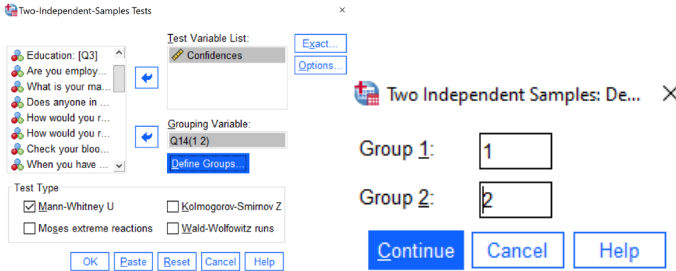 Two-Independent-Samples Tests
Test Variable List:
Confidences
Exact...
Options...
Education: [Q3]
Are you employ...
What is your ma...
Does anyone in ...
How would you r...
How would you r...
Check your bloo...
When you have ...
Grouping Variable:
Q14(1 2)
Define Groups...
Test Type
Mann-Whitney U
Kolmogorov-Smirnov Z
Moses extreme reactions
Wald-Wolfowitz runs
OK
Paste
Reset
Cancel
Help
Two Independent Samples: De...
Group 1:
1
Group 2:
2
Continue
Cancel
Help